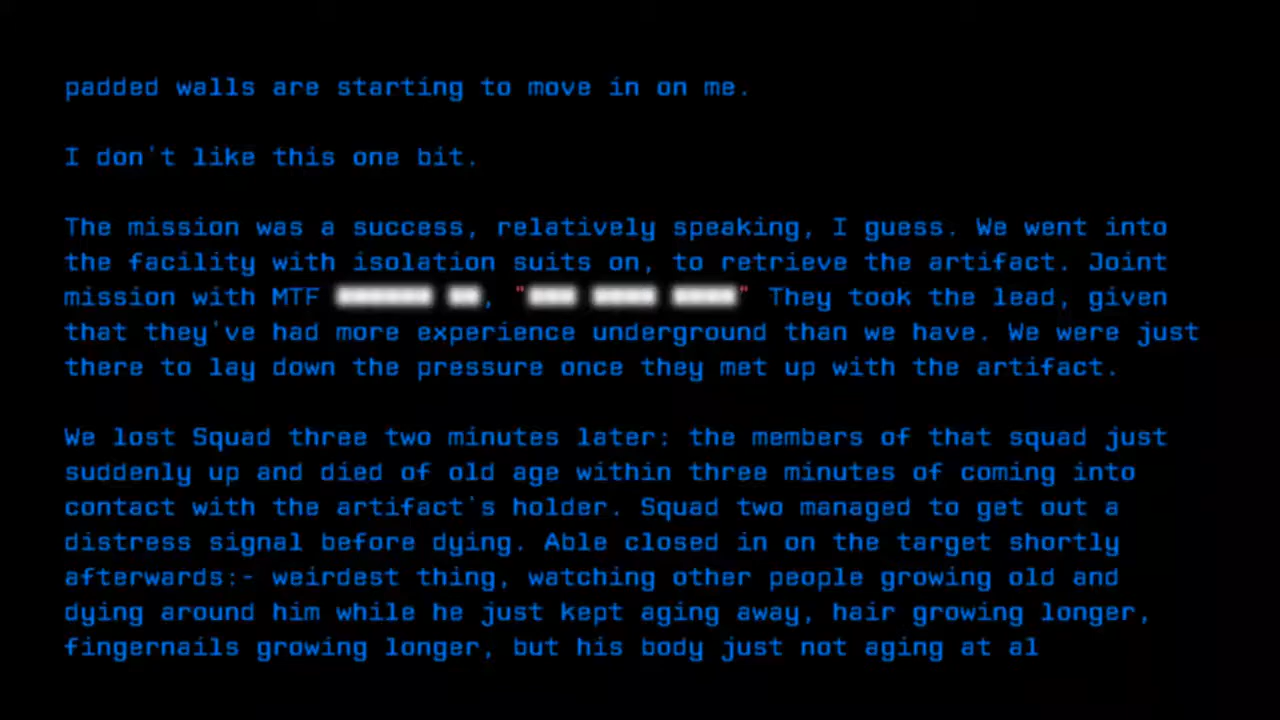 padded walls are starting to move in on me.
I don't like this one bit.
The mission was a success, relatively speaking, I guess. We went into
the facility with isolation suits on, to retrieve the artifact. Joint
mission with MTF ██████ ██, "███ ████ ████" They took the lead, given
that they've had more experience underground than we have. We were just
there to lay down the pressure once they met up with the artifact.
We lost Squad three two minutes later: the members of that squad just
suddenly up and died of old age within three minutes of coming into
contact with the artifact's holder. Squad two managed to get out a
distress signal before dying. Able closed in on the target shortly
afterwards:- weirdest thing, watching other people growing old and
dying around him while he just kept aging away, hair growing longer,
fingernails growing longer, but his body just not aging at al